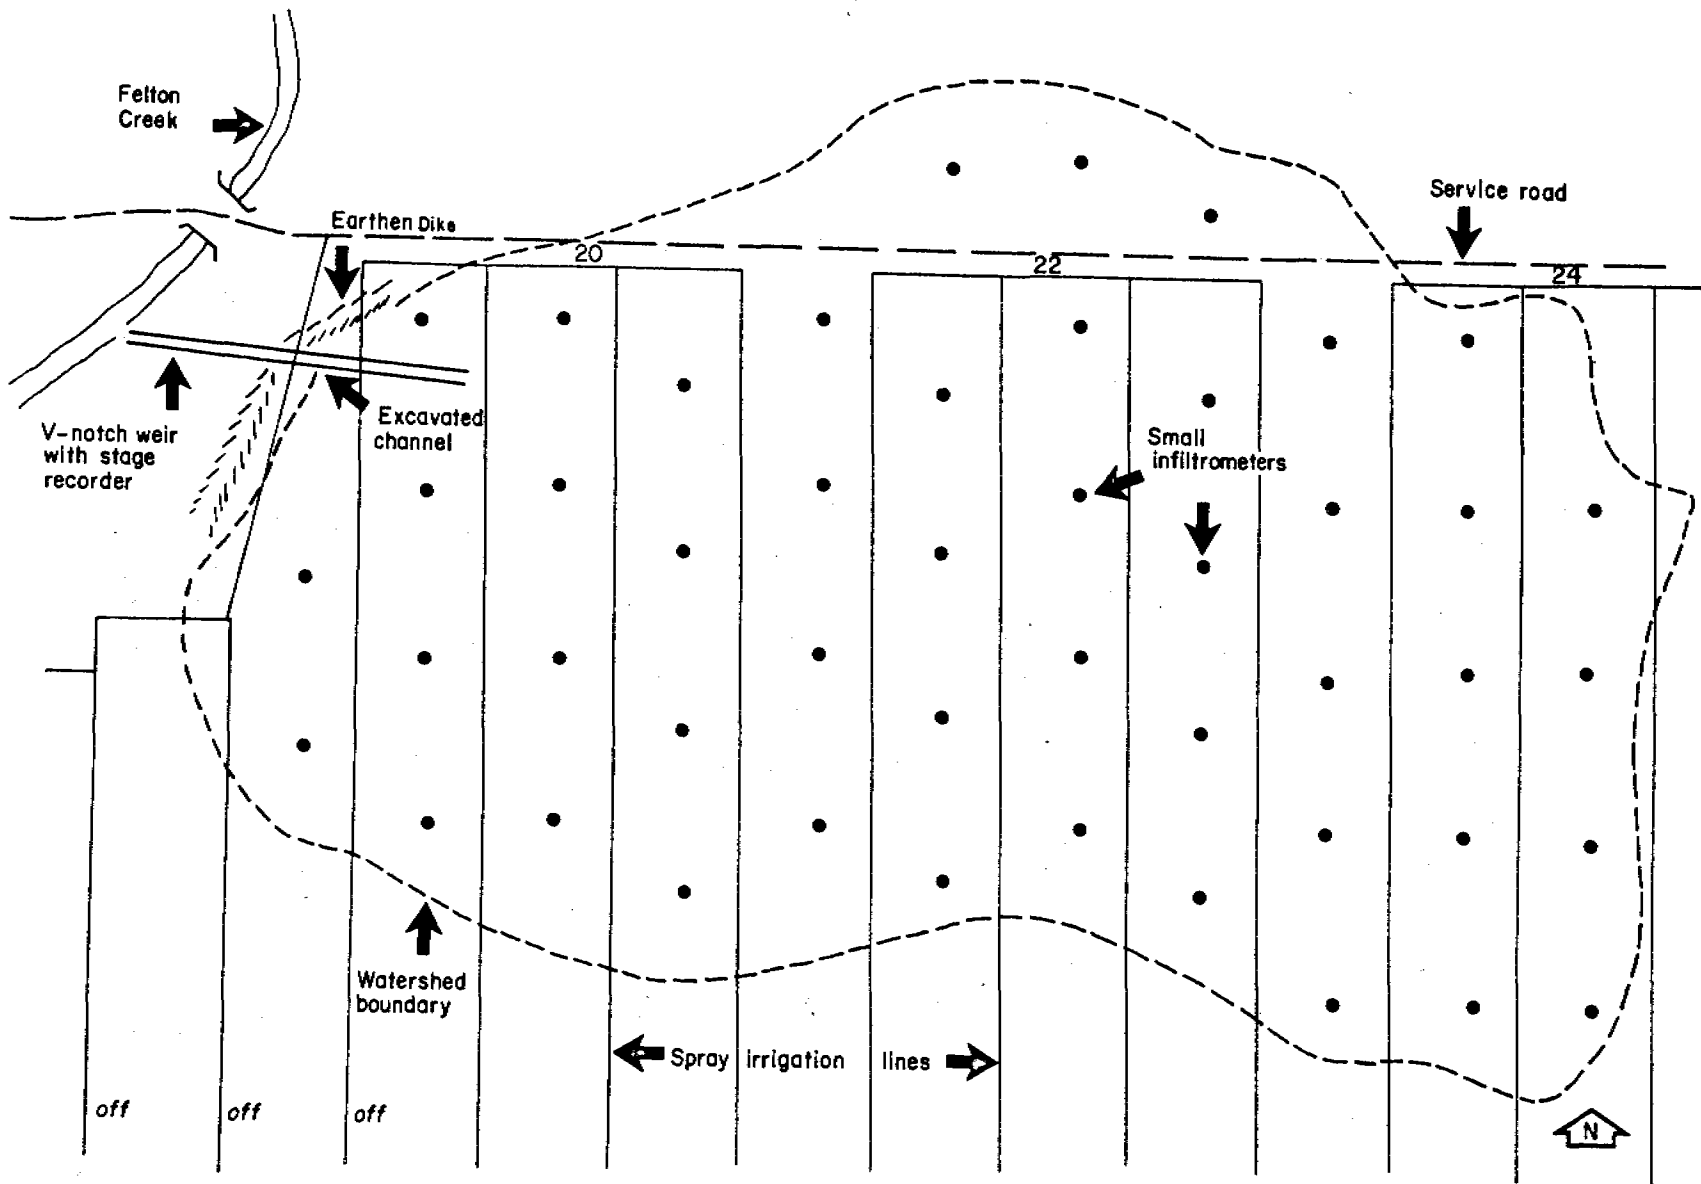 Felton
Creek
Service road
Earthen Dike
20
22
24
Excavated
channel
V-notch weir
with stage
recorder
Small
infiltrometers
Watershed
boundary
Spray irrigation lines
off
off
off
N